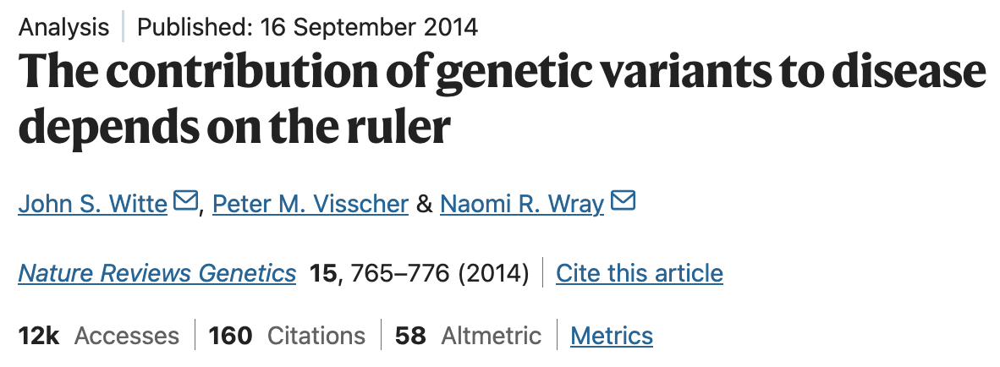 Analysis | Published: 16 September 2014
The contribution of genetic variants to disease
depends on the ruler
John S. Witte, Peter M. Visscher & Naomi R. Wray
Nature Reviews Genetics 15, 765–776 (2014) | Cite this article
12k Accesses | 160 Citations | 58 Altmetric | Metrics